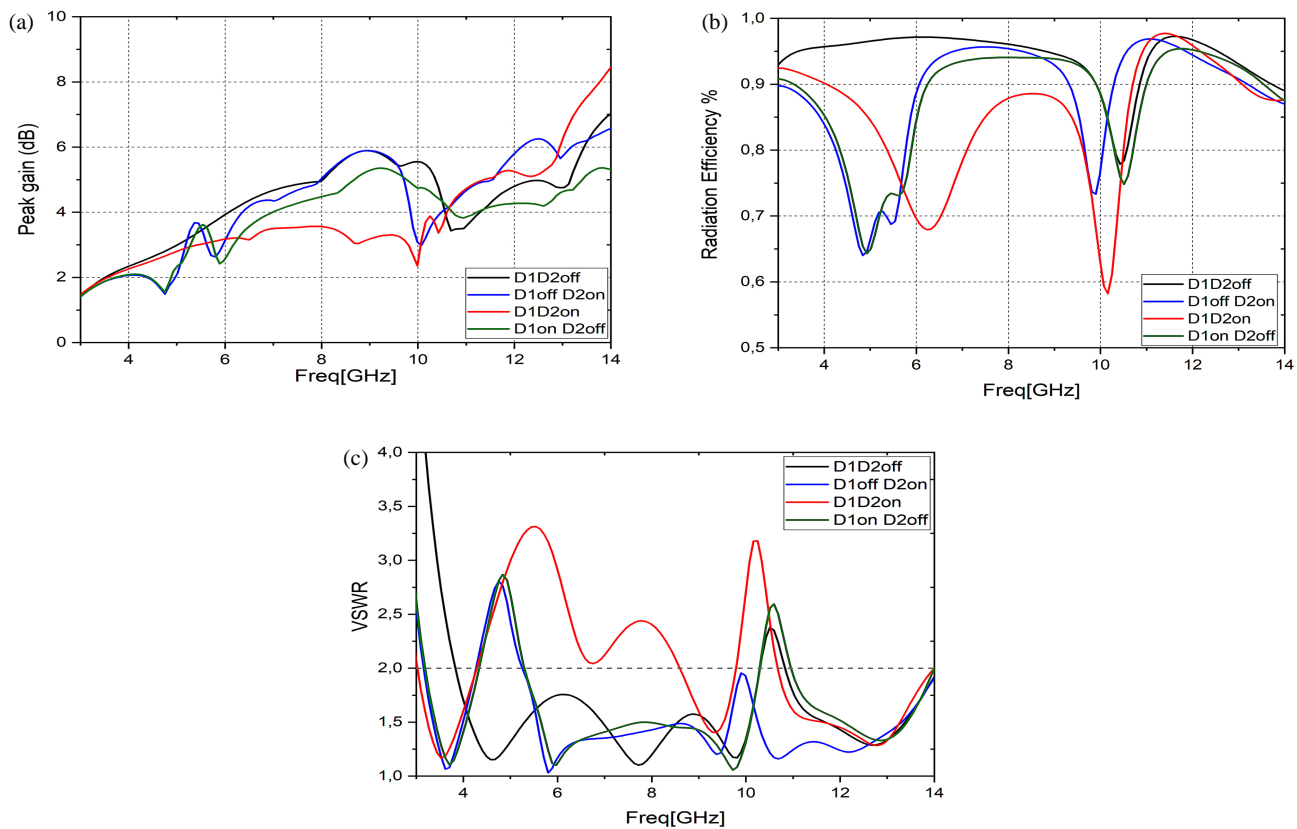 (a)
Peak gain (dB)
10
8
6
4
2
0
4
6
8
10
12
14
Freq[GHz]
D1D2off
D1off D2on
D1D2on
D1on D2off
(b)
Radiation Efficiency %
1,0
0,9
0,8
0,7
0,6
0,5
4
6
8
10
12
14
Freq[GHz]
D1D2off
D1off D2on
D1D2on
D1on D2off
(c)
VSWR
4,0
3,5
3,0
2,5
2,0
1,5
1,0
4
6
8
10
12
14
Freq[GHz]
D1D2off
D1off D2on
D1D2on
D1on D2off